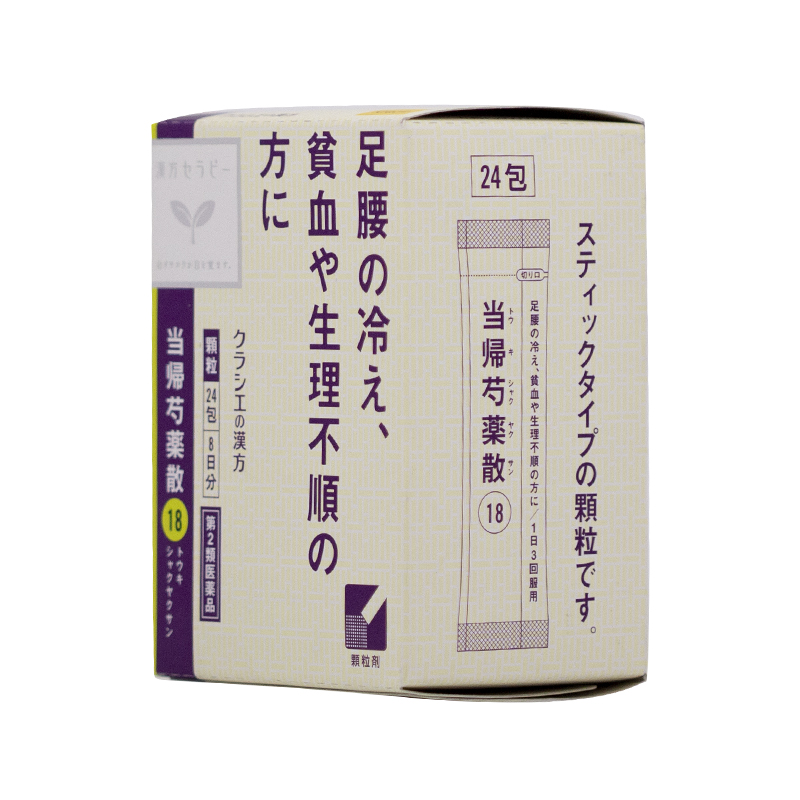 足腰の冷え、
貧血や生理不順の
方に
漢方セラピー
当帰芍薬散
18
トウキ
シャクヤクサン
クラシエの漢方
顆粒
24包
8日分
第2類医薬品
顆粒剤
24包
スティックタイプの顆粒です。
切り口
足腰の冷え、貧血や生理不順の方に/1日3回服用
当帰芍薬散
トウ キ シャク ヤク サン
18